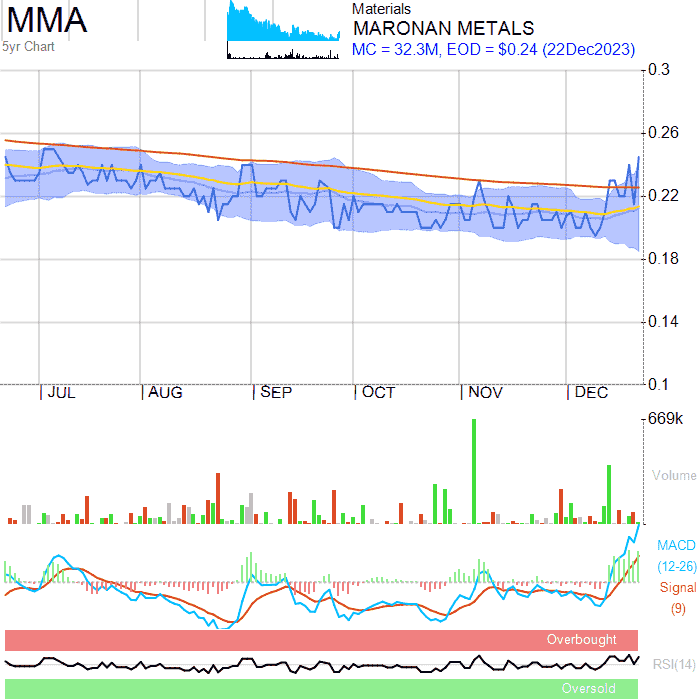 MMA
5yr Chart
Materials
MARONAN METALS
MC = 32.3M, EOD = $0.24 (22Dec2023)
0.3
0.26
0.22
0.18
0.14
0.1
JUL AUG SEP OCT NOV DEC
669k
Volume
MACD
(12-26)
Signal
(9)
Overbought
RSI(14)
Oversold